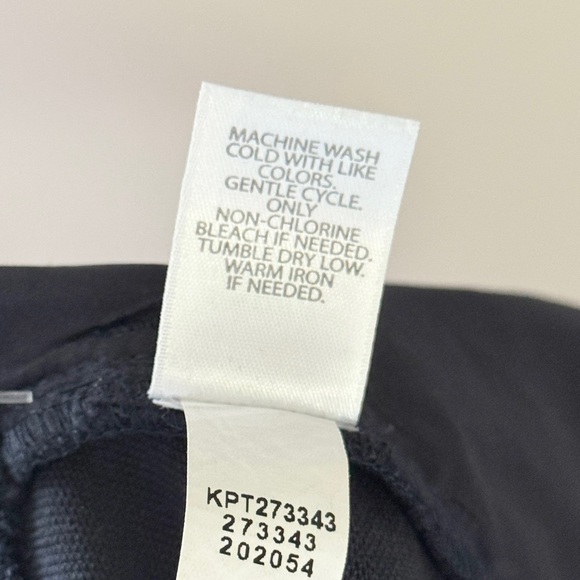 MACHINE WASH
COLD WITH LIKE
COLORS.
GENTLE CYCLE.
ONLY
NON-CHLORINE
BLEACH IF NEEDED.
TUMBLE DRY LOW.
WARM IRON
IF NEEDED.
KPT273343
273343
202054